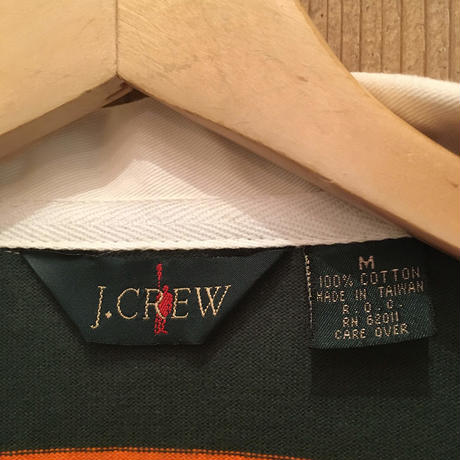 J.CREW
M
100% COTTON
MADE IN TAIWAN
R. O. C.
RN 62011
CARE OVER